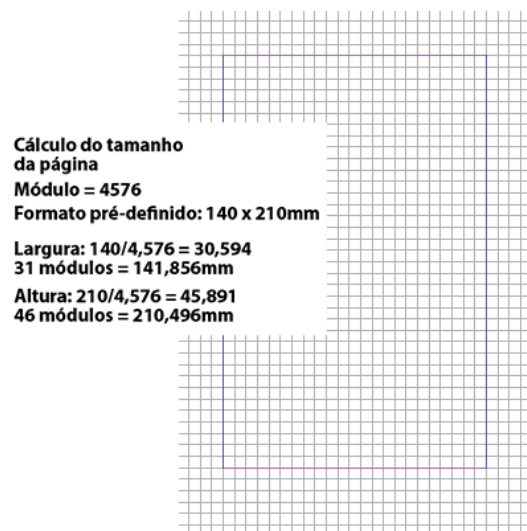 Cálculo do tamanho
da página
Módulo = 4576
Formato pré-definido: 140 x 210mm
Largura: 140/4,576 = 30,594
31 módulos = 141,856mm
Altura: 210/4,576 = 45,891
46 módulos = 210,496mm